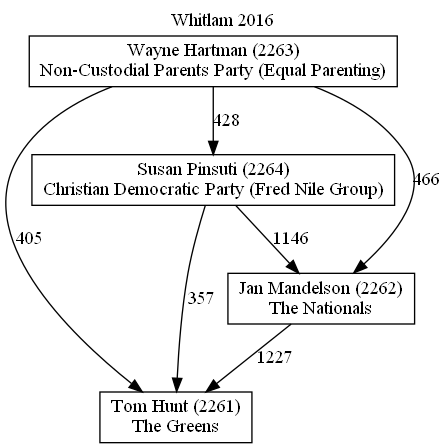 Whitlam 2016
Wayne Hartman (2263)
Non-Custodial Parents Party (Equal Parenting)
428
Susan Pinsuti (2264)
Christian Democratic Party (Fred Nile Group)
466
405
1146
357
Jan Mandelson (2262)
The Nationals
1227
Tom Hunt (2261)
The Greens